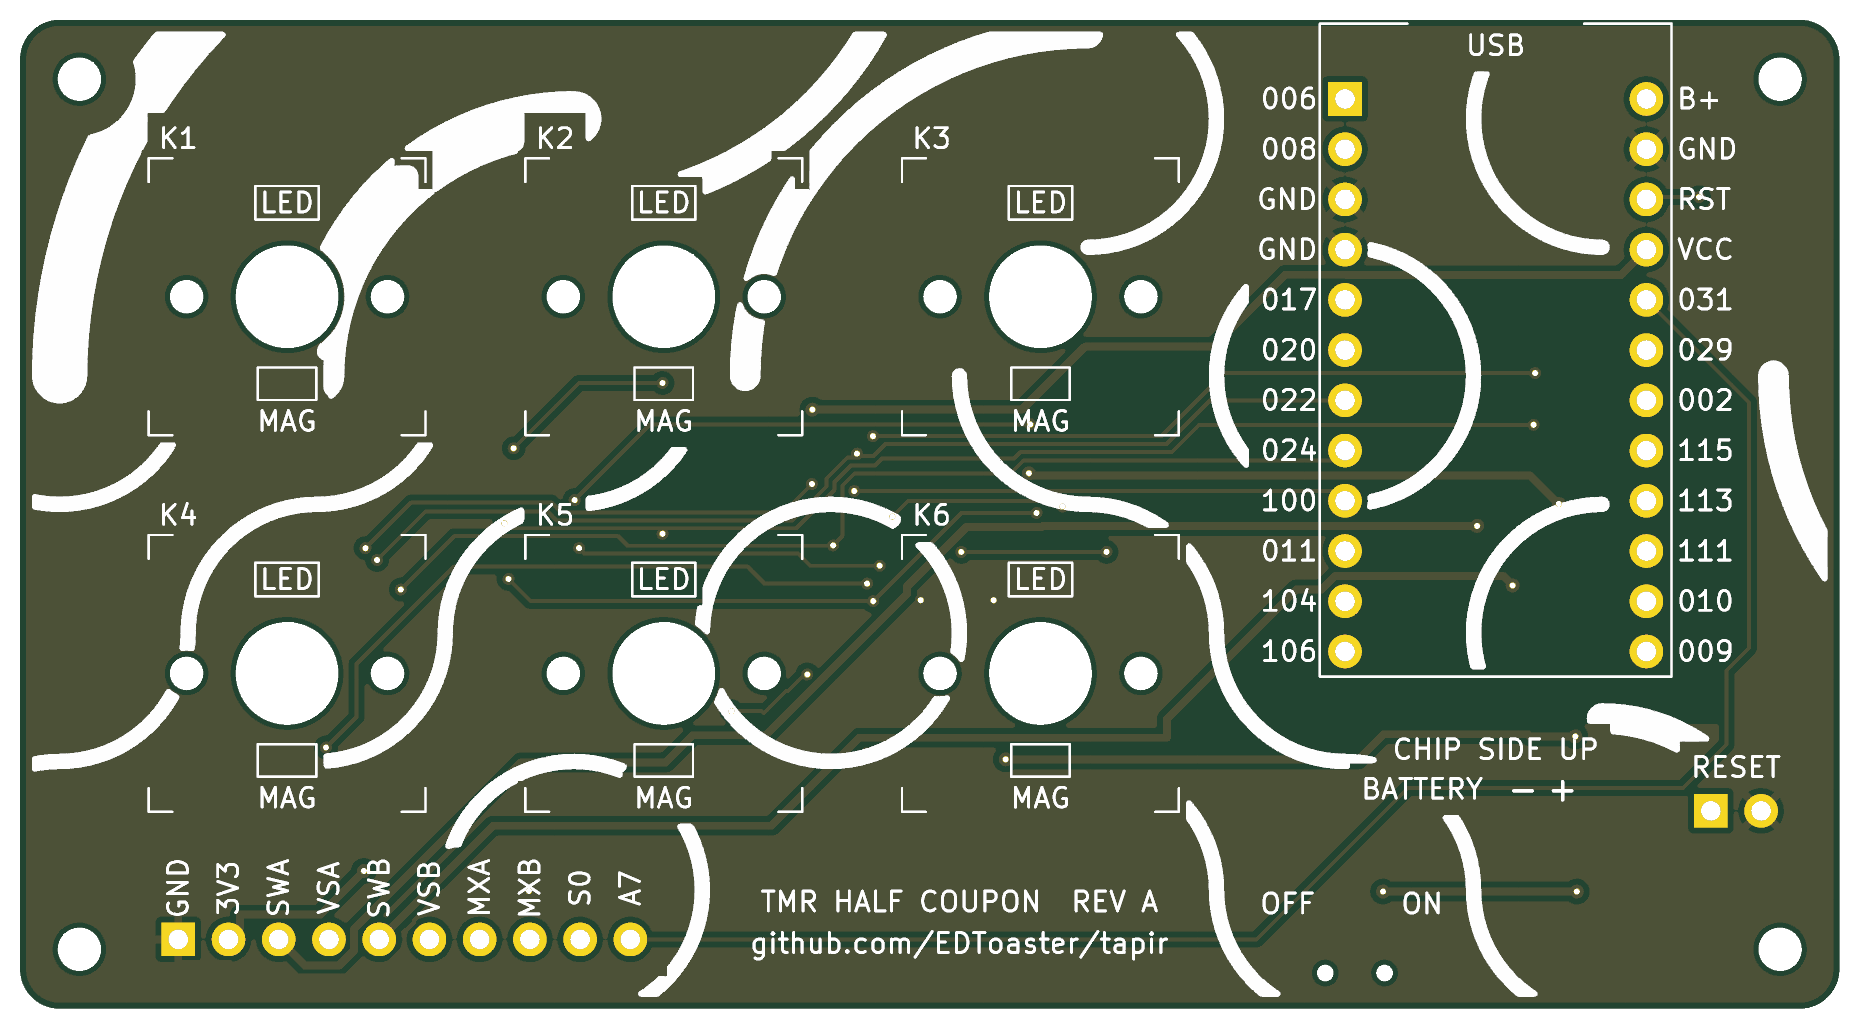 USB
006 B+
008 GND
GND RST
GND VCC
017 031
020 029
022 002
024 115
100 113
011 111
104 010
106 009
K1 K2 K3
LED LED LED
MAG MAG MAG
K4 K5 K6
LED LED LED
MAG MAG MAG
CHIP SIDE UP
BATTERY - +
RESET
GND 3V3 SWA VSA SWB VSB MXA MXB S0 A7
TMR HALF COUPON REV A
github.com/EDToaster/tapir
OFF ON